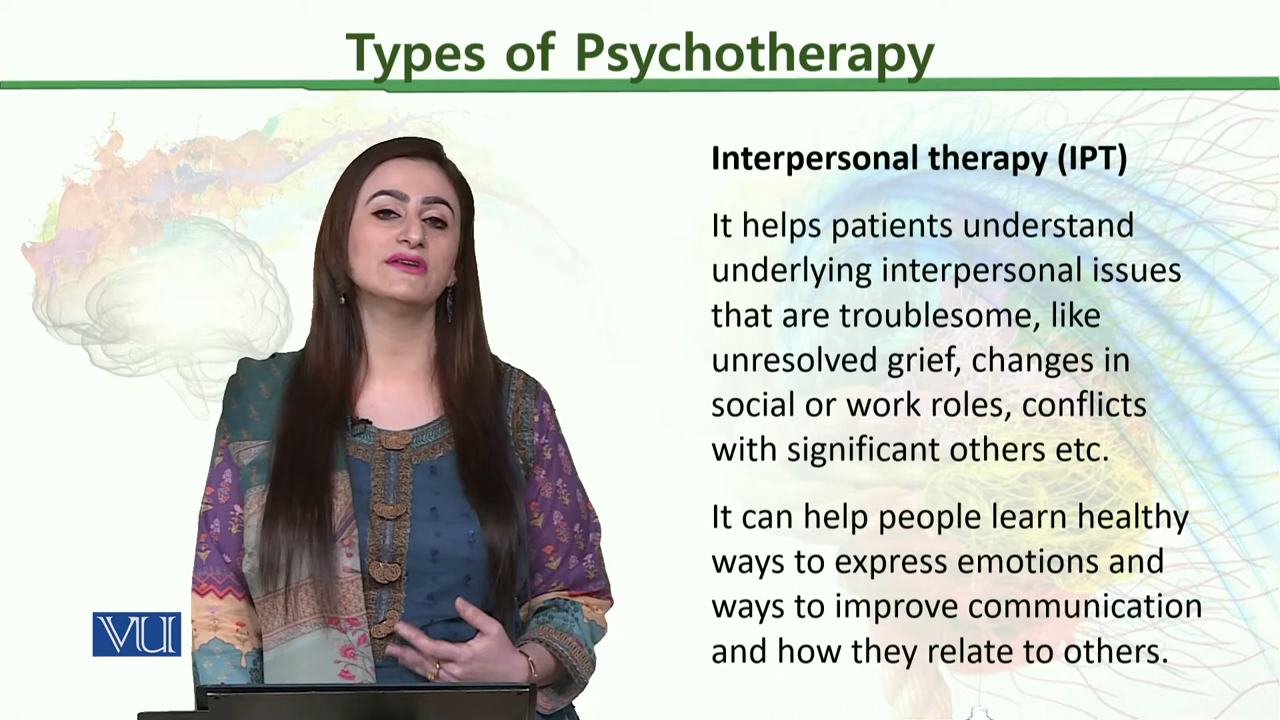 Types of Psychotherapy
Interpersonal therapy (IPT)
It helps patients understand
underlying interpersonal issues
that are troublesome, like
unresolved grief, changes in
social or work roles, conflicts
with significant others etc.
It can help people learn healthy
ways to express emotions and
ways to improve communication
and how they relate to others.
VU